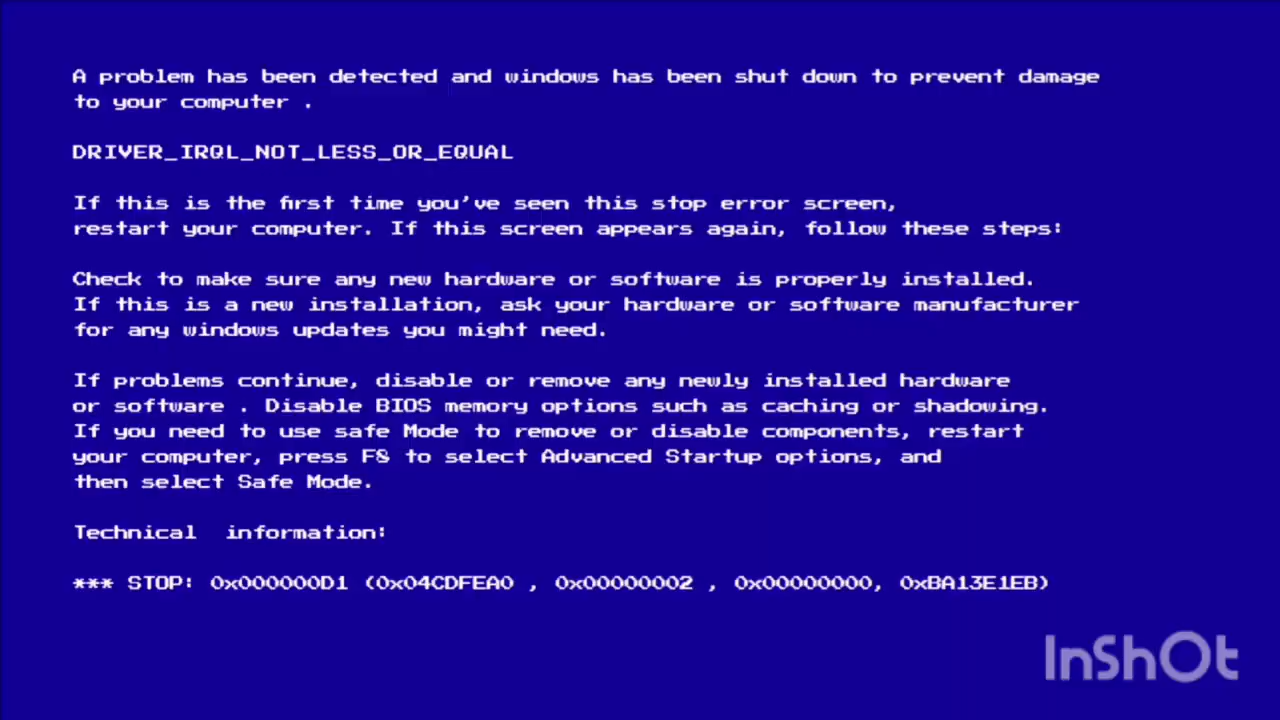 A problem has been detected and windows has been shut down to prevent damage
to your computer .
DRIVER_IRQL_NOT_LESS_OR_EQUAL
If this is the first time you've seen this stop error screen,
restart your computer. If this screen appears again, follow these steps:
Check to make sure any new hardware or software is properly installed.
If this is a new installation, ask your hardware or software manufacturer
for any windows updates you might need.
If problems continue, disable or remove any newly installed hardware
or software . Disable BIOS memory options such as caching or shadowing.
If you need to use safe Mode to remove or disable components, restart
your computer, press F8 to select Advanced Startup options, and
then select Safe Mode.
Technical  information:
*** STOP: 0x000000D1 (0x04CDFEA0 , 0x00000002 , 0x00000000, 0xBA13E1EB)
InShOt